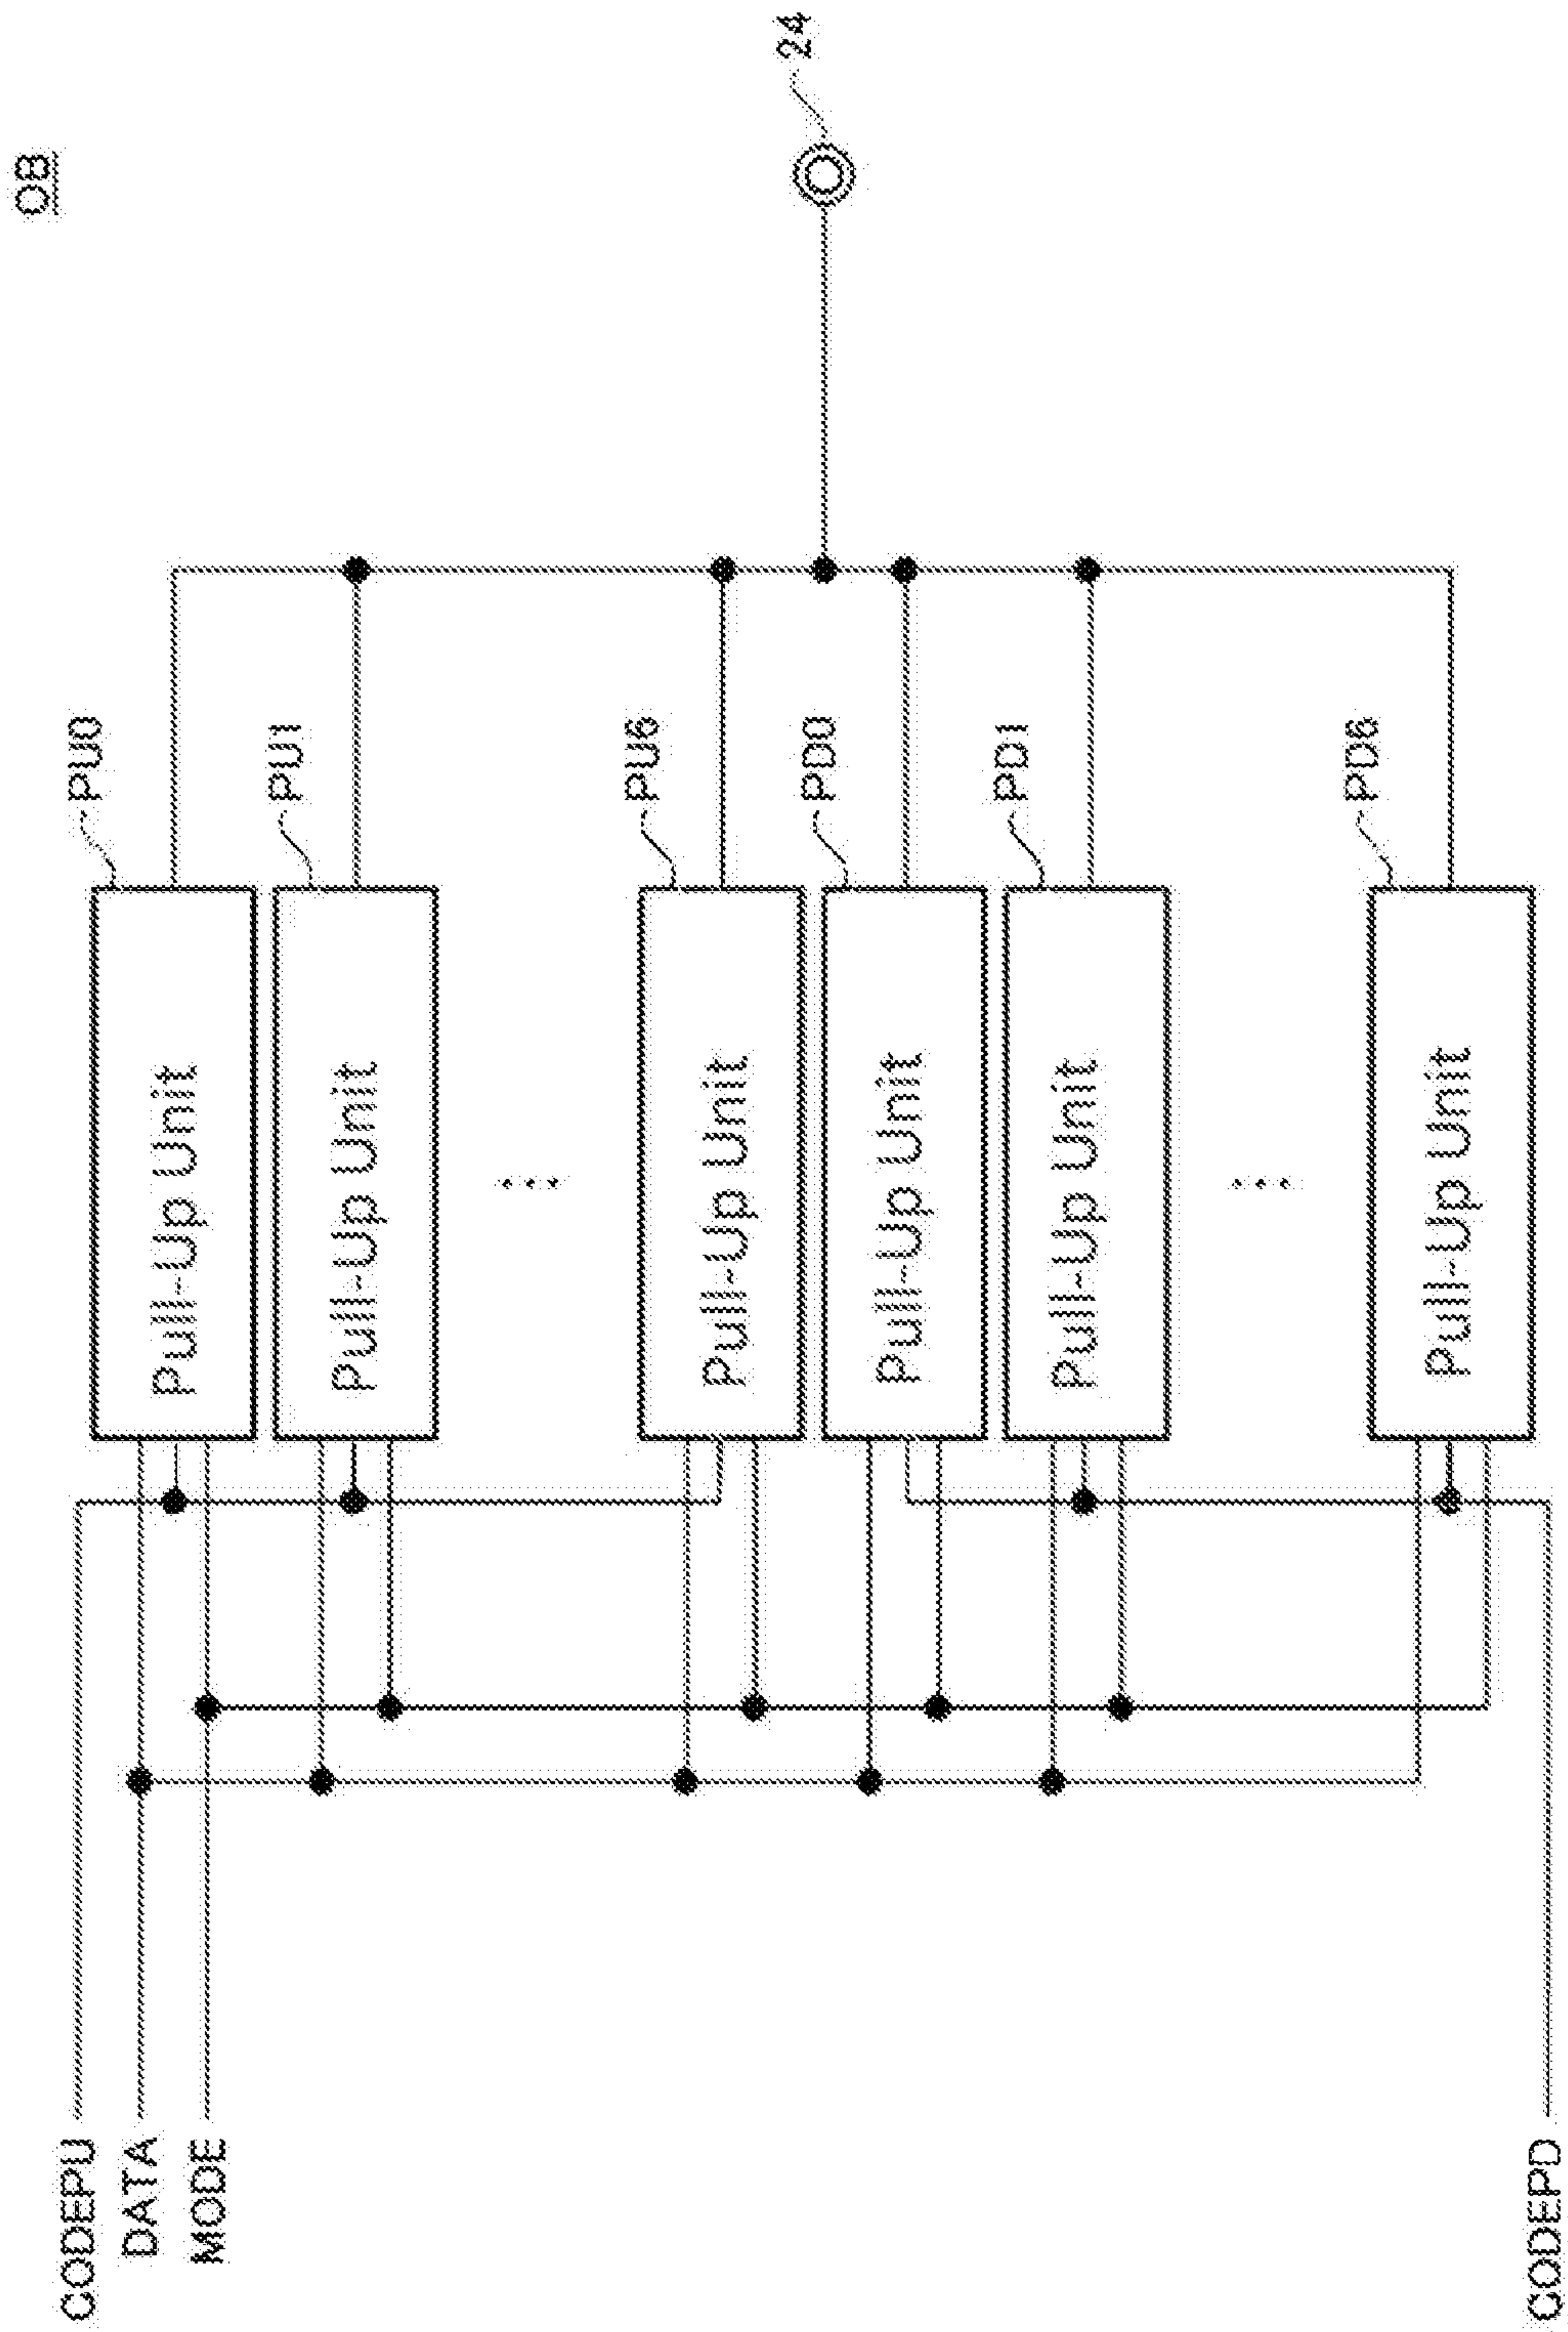 OB
CODEPU
DATA
MODE
CODEPD
Pull-Up Unit
PU0
Pull-Up Unit
PU1
...
Pull-Up Unit
PU6
Pull-Up Unit
PD0
Pull-Up Unit
PD1
...
Pull-Up Unit
PD6
24